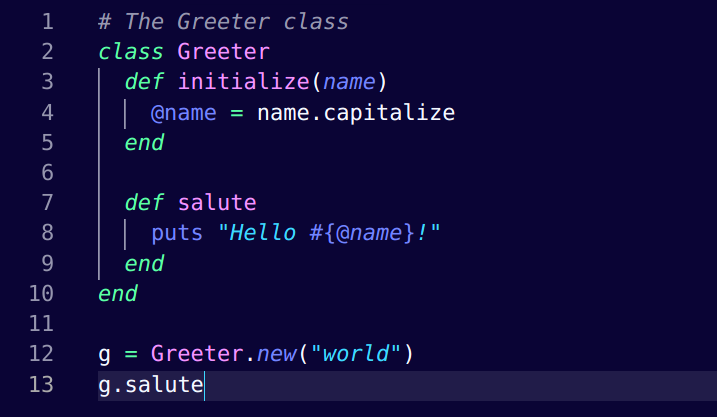 1 # The Greeter class
2 class Greeter
3   def initialize(name)
4     @name = name.capitalize
5   end
6
7   def salute
8     puts "Hello #{@name}!"
9   end
10 end
11
12 g = Greeter.new("world")
13 g.salute